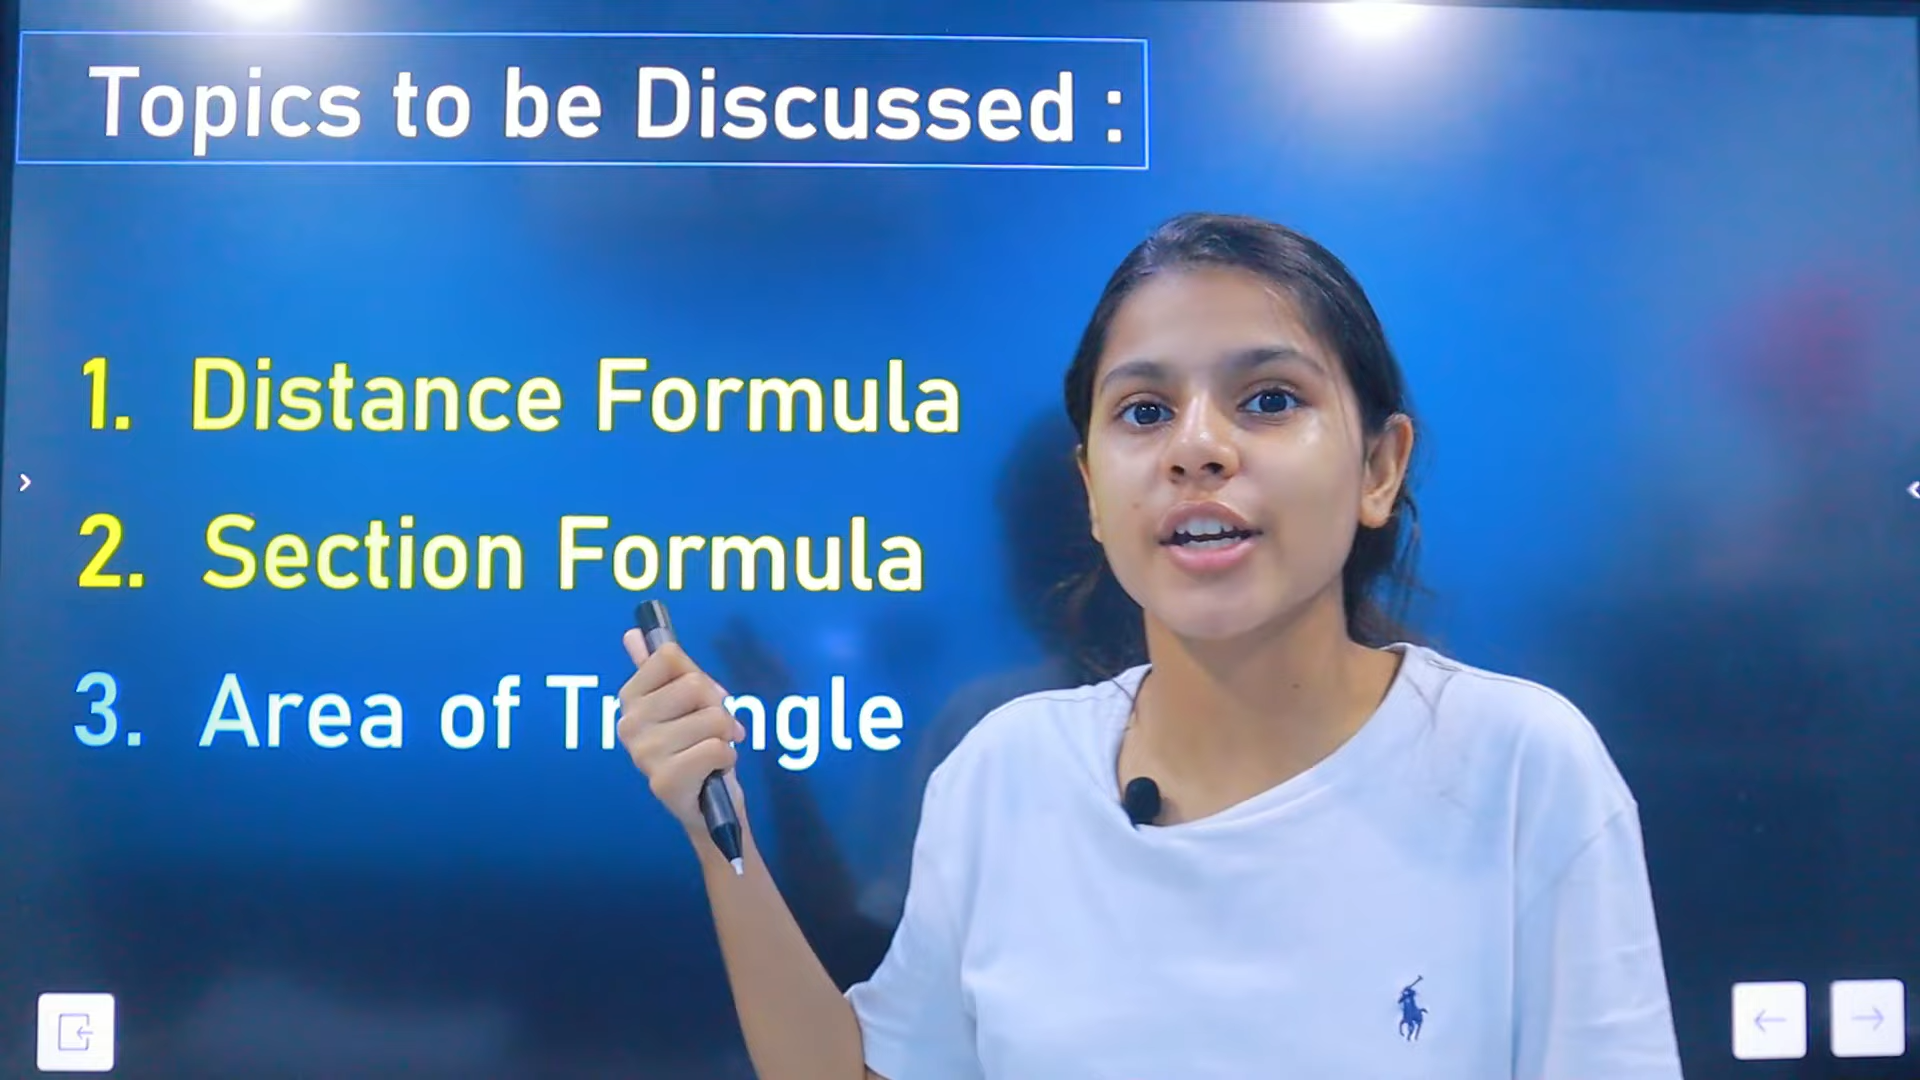 Topics to be Discussed :
1. Distance Formula
2. Section Formula
3. Area of